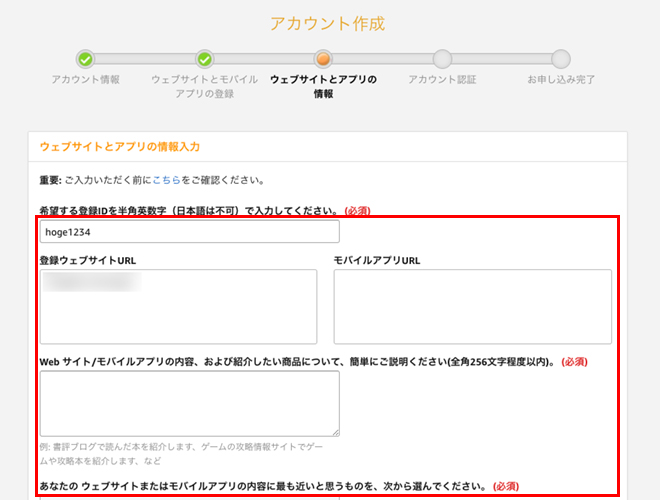 アカウント作成
アカウント情報
ウェブサイトとモバイル
アプリの登録
ウェブサイトとアプリの
情報
アカウント認証
お申し込み完了
ウェブサイトとアプリの情報入力
重要: ご入力いただく前にこちらをご確認ください。
希望する登録IDを半角英数字（日本語は不可）で入力してください。 (必須)
hoge1234
登録ウェブサイトURL
モバイルアプリURL
Web サイト/モバイルアプリの内容、および紹介したい商品について、簡単にご説明ください(全角256文字程度以内)。 (必須)
例: 書評ブログで読んだ本を紹介します、ゲームの攻略情報サイトでゲー
ムや攻略本を紹介します、など
あなたの ウェブサイトまたはモバイルアプリの内容に最も近いと思うものを、次から選んでください。 (必須)